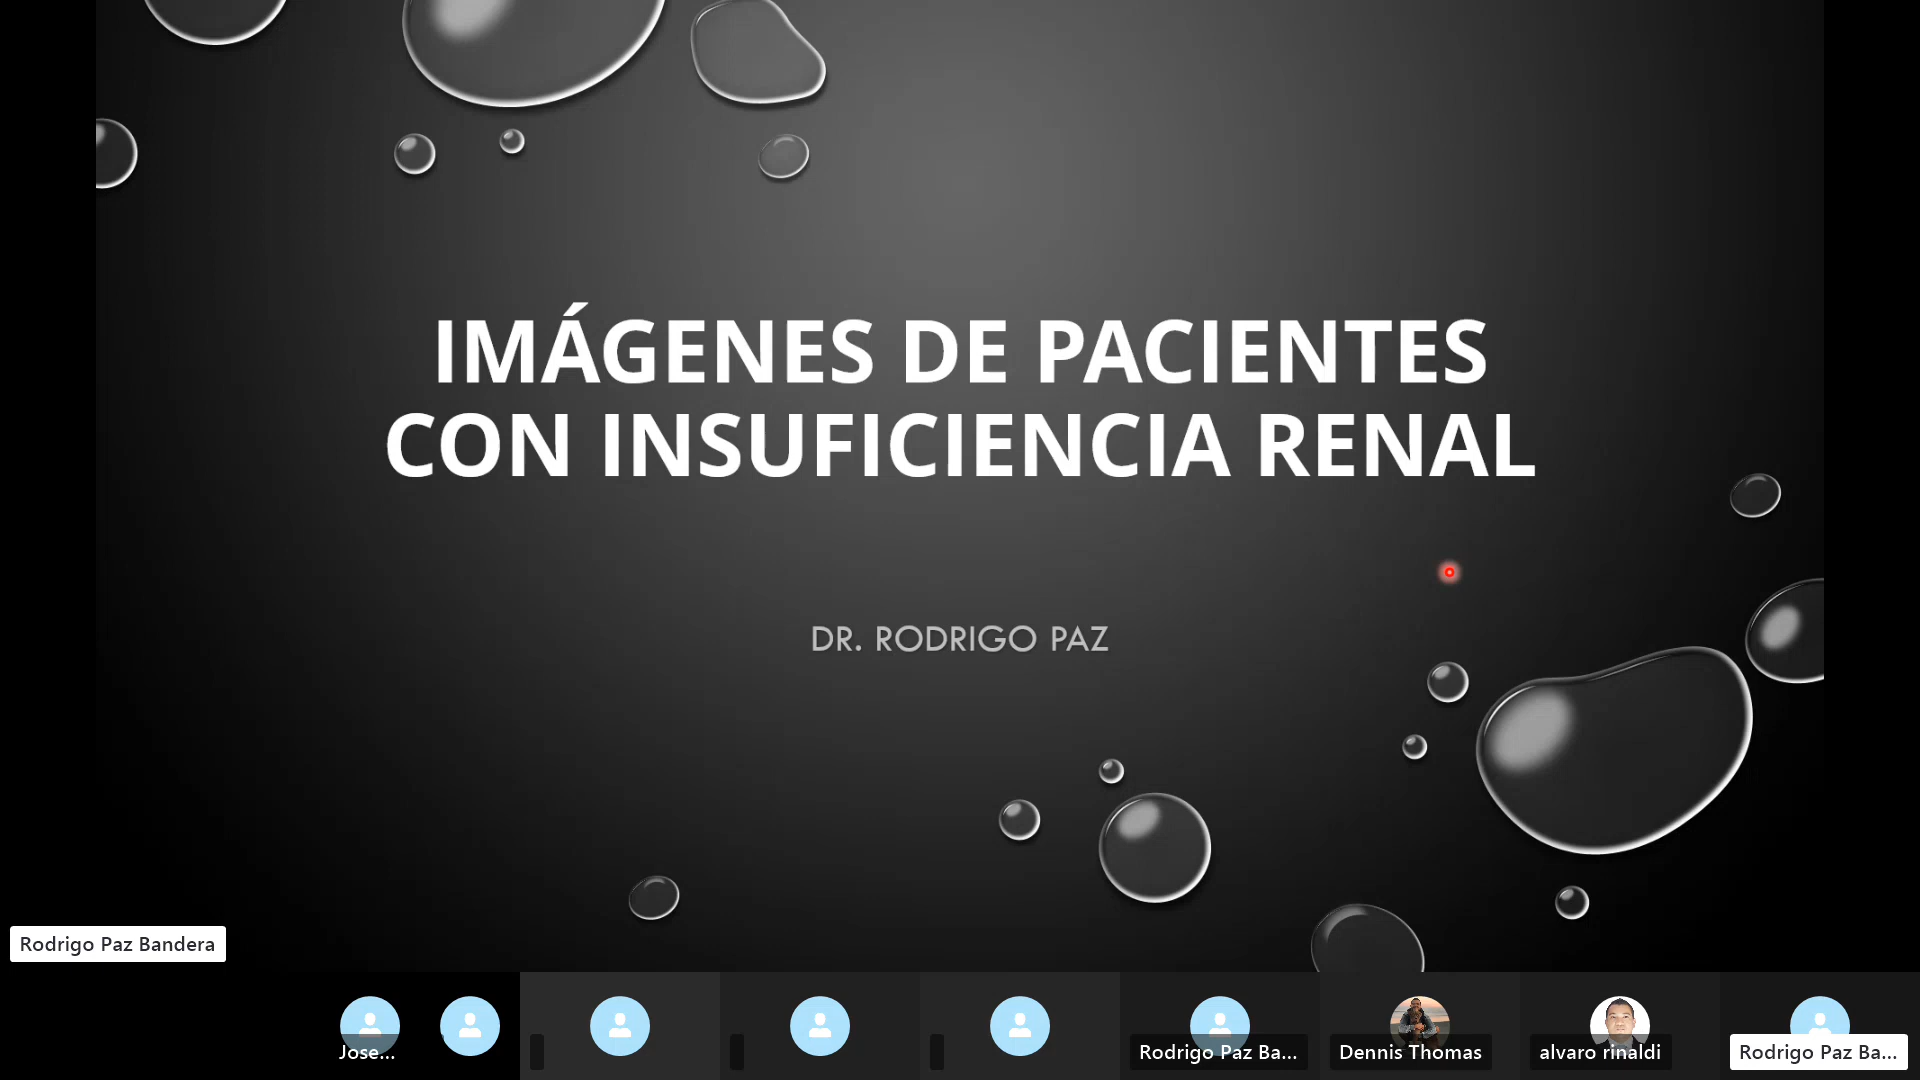 IMÁGENES DE PACIENTES
CON INSUFICIENCIA RENAL
DR. RODRIGO PAZ
Rodrigo Paz Bandera
Jose...
Rodrigo Paz Ba...
Dennis Thomas
alvaro rinaldi
Rodrigo Paz Ba...